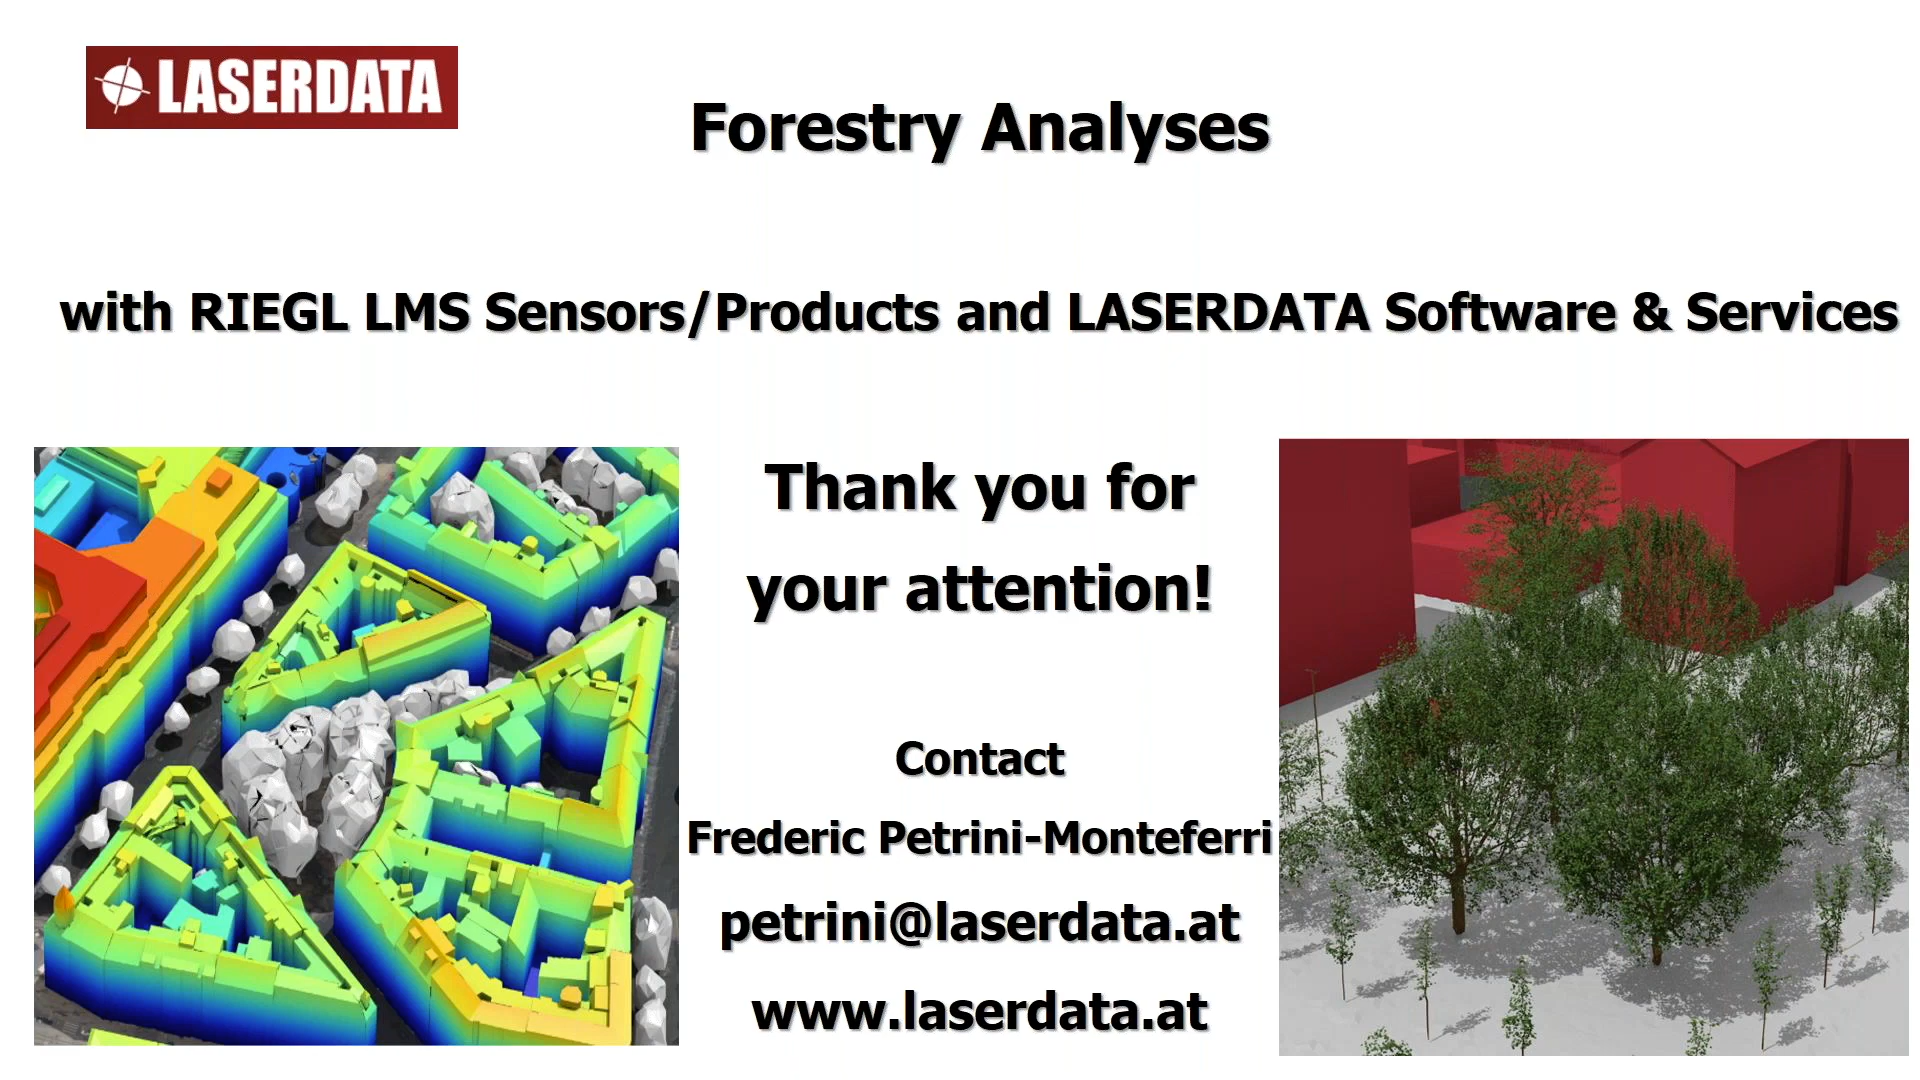 LASERDATA
Forestry Analyses
with RIEGL LMS Sensors/Products and LASERDATA Software & Services
Thank you for
your attention!
Contact
Frederic Petrini-Monteferri
petrini@laserdata.at
www.laserdata.at